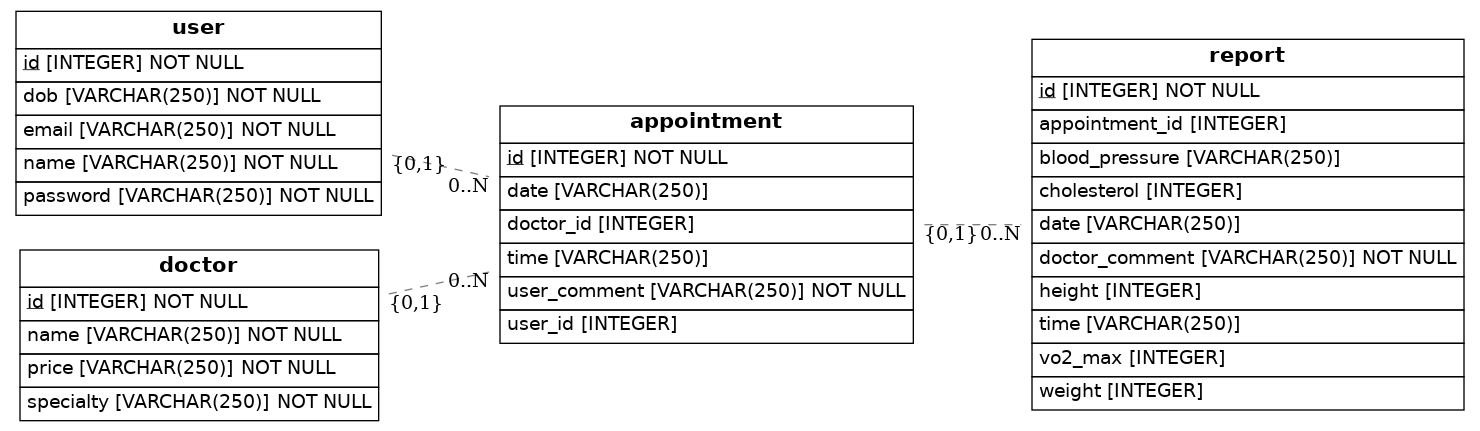 user
id [INTEGER] NOT NULL
dob [VARCHAR(250)] NOT NULL
email [VARCHAR(250)] NOT NULL
name [VARCHAR(250)] NOT NULL
password [VARCHAR(250)] NOT NULL
doctor
id [INTEGER] NOT NULL
name [VARCHAR(250)] NOT NULL
price [VARCHAR(250)] NOT NULL
specialty [VARCHAR(250)] NOT NULL
{0,1}
0..N
0..N
{0,1}
appointment
id [INTEGER] NOT NULL
date [VARCHAR(250)]
doctor_id [INTEGER]
time [VARCHAR(250)]
user_comment [VARCHAR(250)] NOT NULL
user_id [INTEGER]
{0,1} 0..N
report
id [INTEGER] NOT NULL
appointment_id [INTEGER]
blood_pressure [VARCHAR(250)]
cholesterol [INTEGER]
date [VARCHAR(250)]
doctor_comment [VARCHAR(250)] NOT NULL
height [INTEGER]
time [VARCHAR(250)]
vo2_max [INTEGER]
weight [INTEGER]